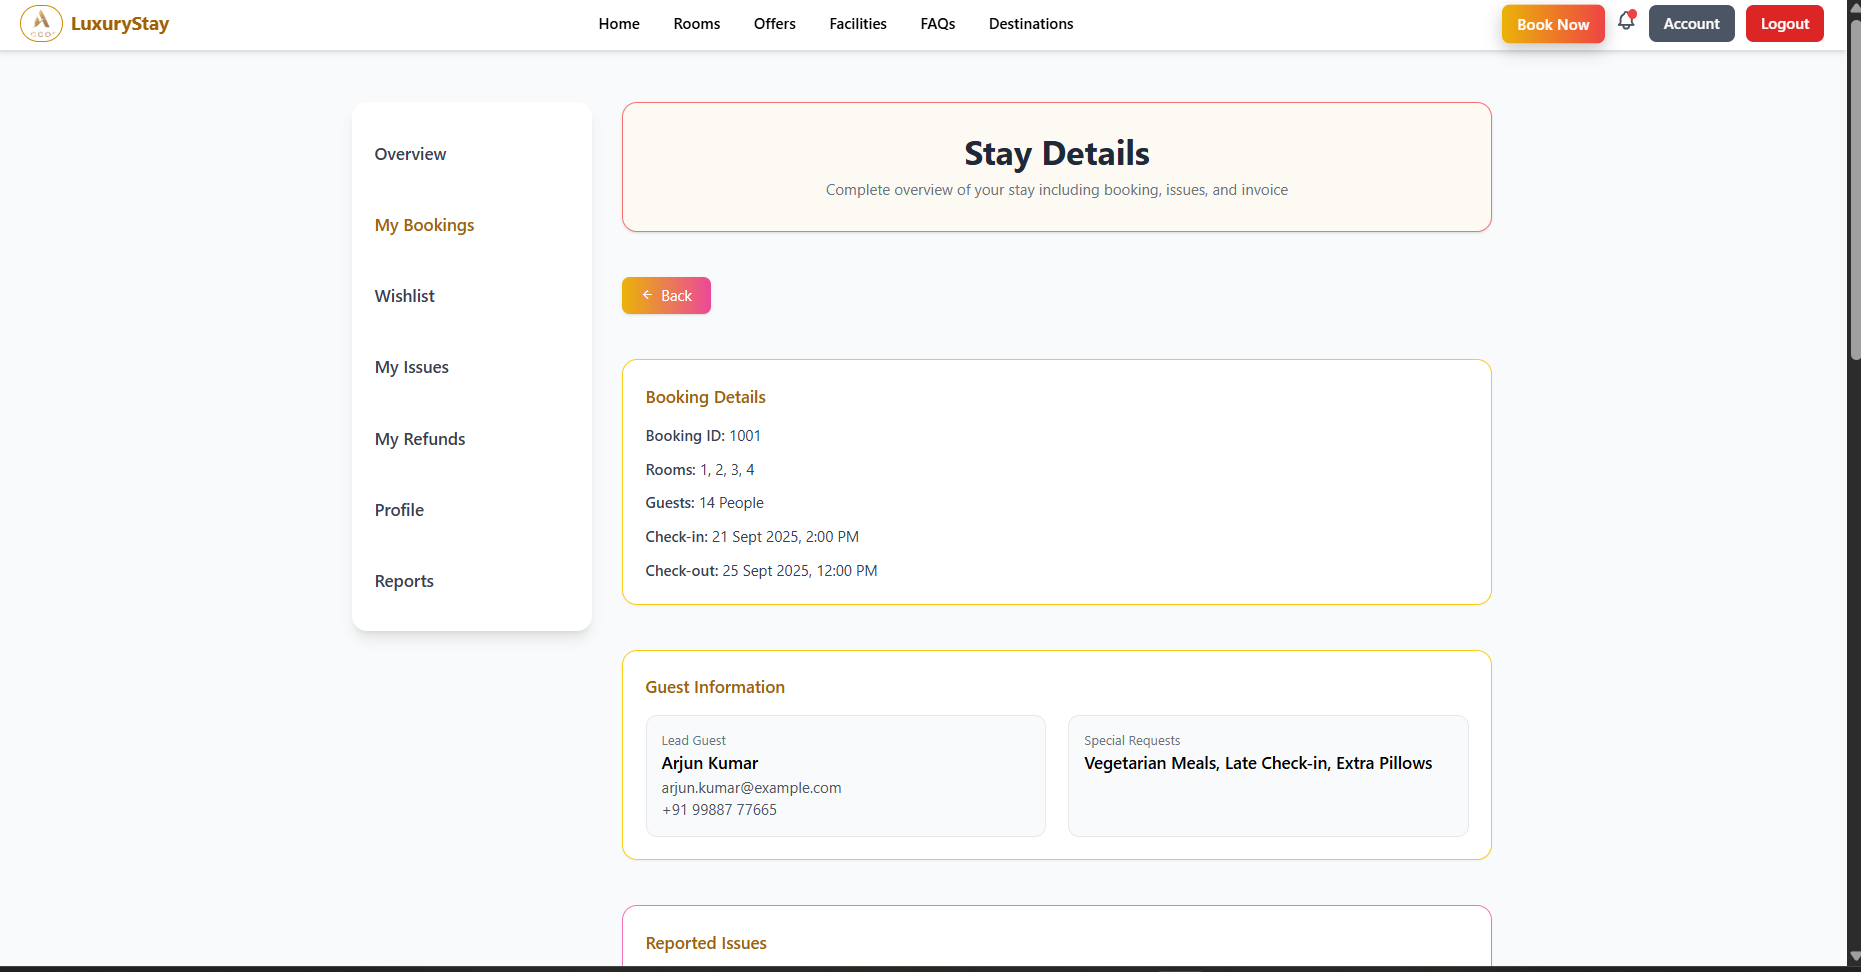 LuxuryStay
Home
Rooms
Offers
Facilities
FAQs
Destinations
Book Now
Account
Logout
Overview
My Bookings
Wishlist
My Issues
My Refunds
Profile
Reports
Stay Details
Complete overview of your stay including booking, issues, and invoice
← Back
Booking Details
Booking ID: 1001
Rooms: 1, 2, 3, 4
Guests: 14 People
Check-in: 21 Sept 2025, 2:00 PM
Check-out: 25 Sept 2025, 12:00 PM
Guest Information
Lead Guest
Arjun Kumar
arjun.kumar@example.com
+91 99887 77665
Special Requests
Vegetarian Meals, Late Check-in, Extra Pillows
Reported Issues